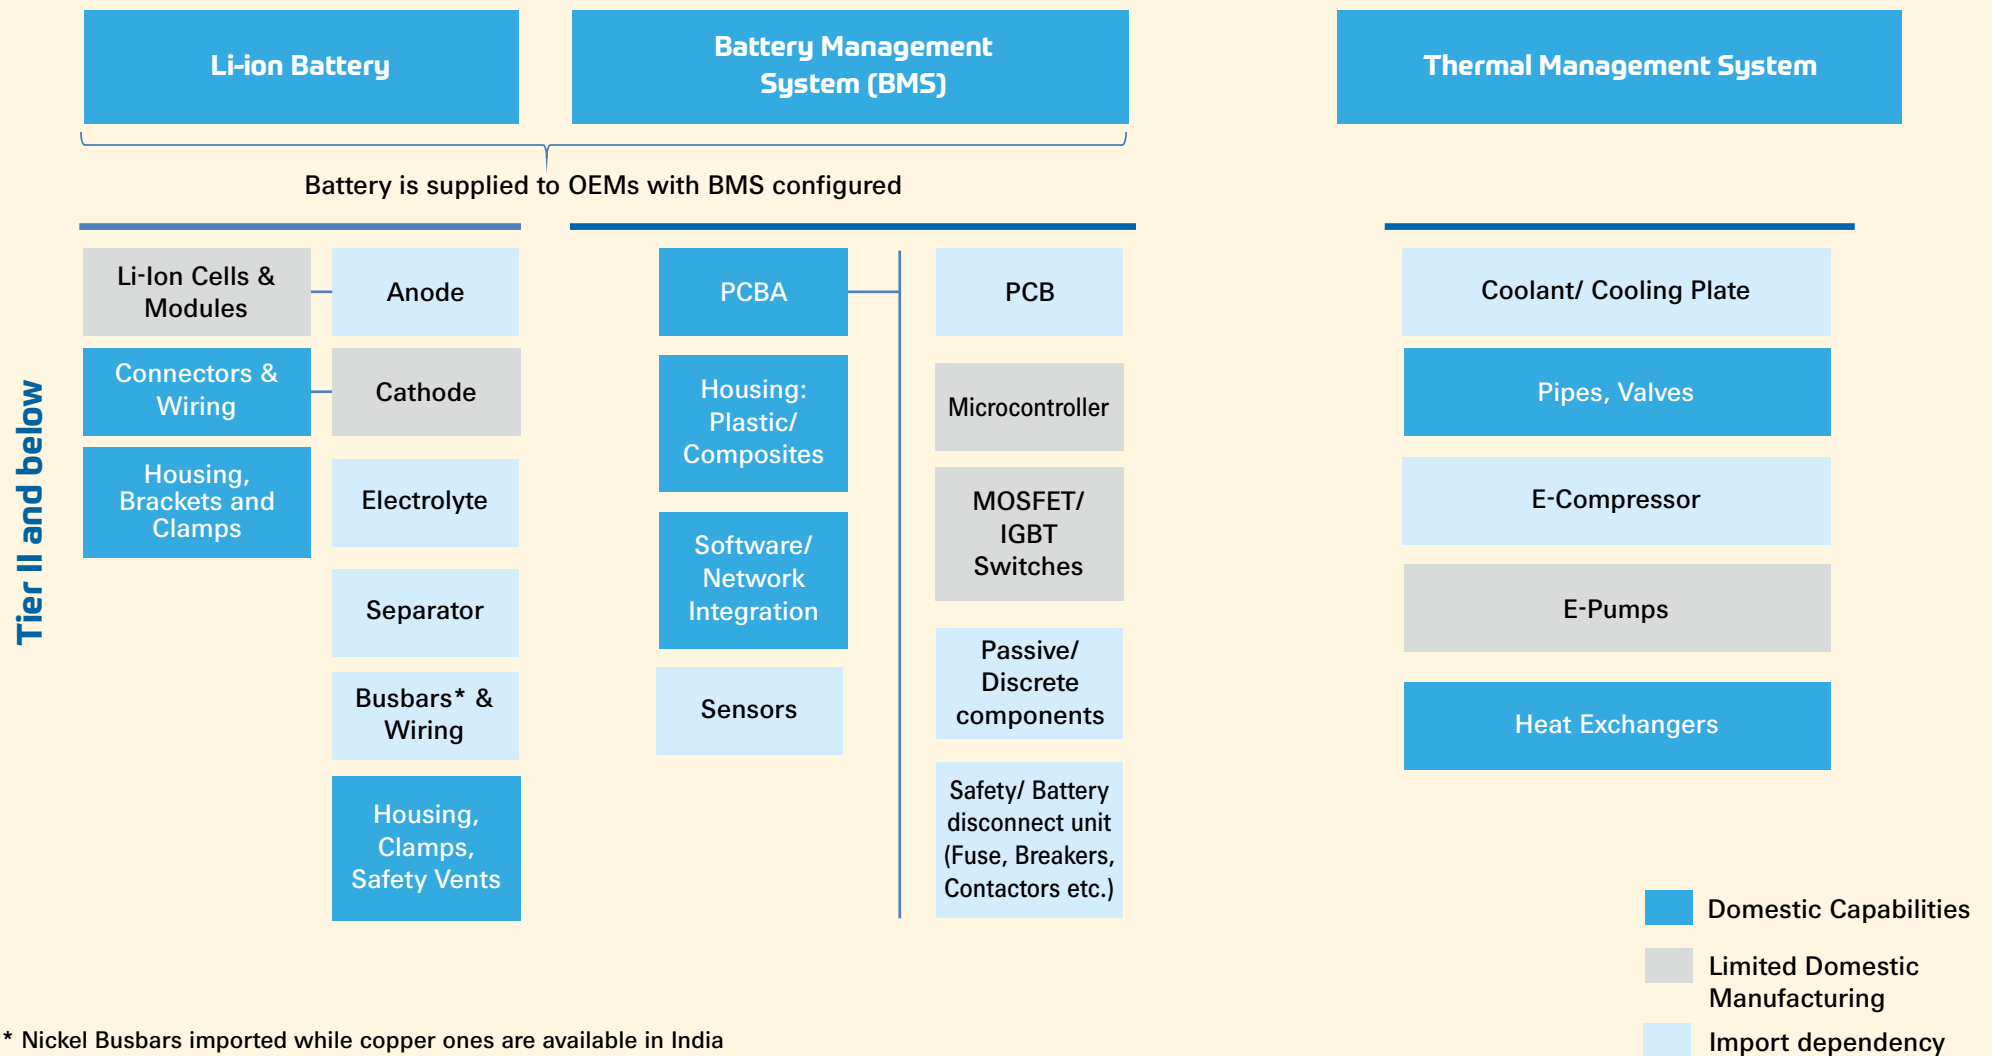 Li-ion Battery
Battery Management
System (BMS)
Thermal Management System
Battery is supplied to OEMs with BMS configured
Tier II and below
Li-Ion Cells &
Modules
Connectors &
Wiring
Housing,
Brackets and
Clamps
Anode
Cathode
Electrolyte
Separator
Busbars* &
Wiring
Housing,
Clamps,
Safety Vents
PCBA
Housing:
Plastic/
Composites
Software/
Network
Integration
Sensors
PCB
Microcontroller
MOSFET/
IGBT
Switches
Passive/
Discrete
components
Safety/ Battery
disconnect unit
(Fuse, Breakers,
Contactors etc.)
Coolant/ Cooling Plate
Pipes, Valves
E-Compressor
E-Pumps
Heat Exchangers
Domestic Capabilities
Limited Domestic
Manufacturing
Import dependency
* Nickel Busbars imported while copper ones are available in India